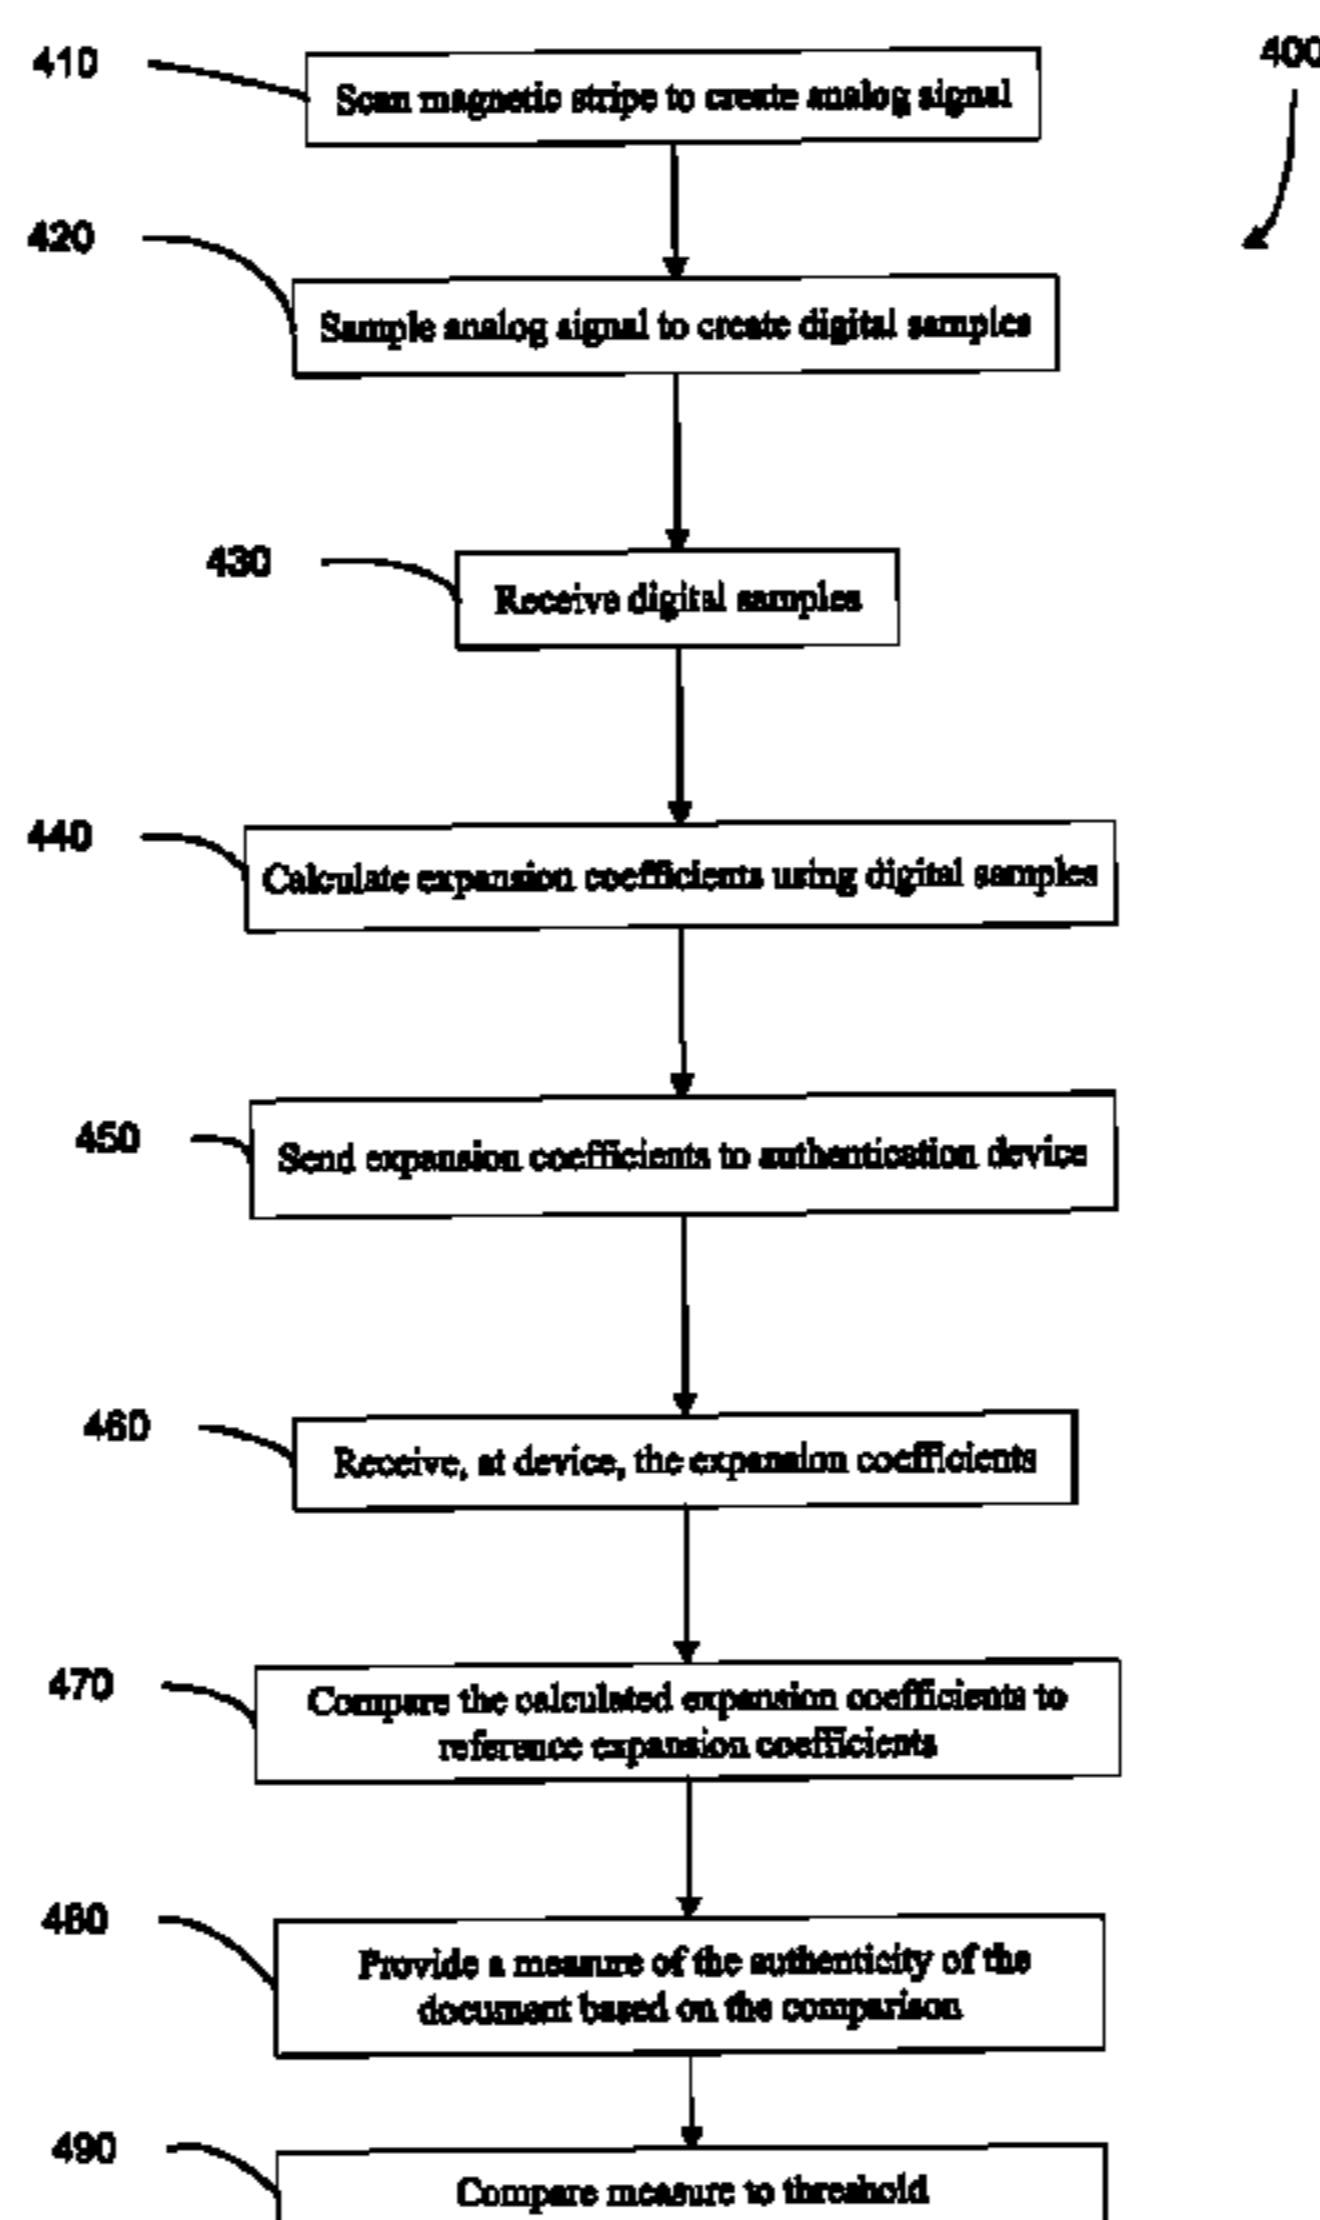 410
Scan magnetic stripe to create analog signal
400
420
Sample analog signal to create digital samples
430
Receive digital samples
440
Calculate expansion coefficients using digital samples
450
Send expansion coefficients to authentication device
460
Receive, at device, the expansion coefficients
470
Compare the calculated expansion coefficients to
reference expansion coefficients
480
Provide a measure of the authenticity of the
document based on the comparison
490
Compare measure to threshold